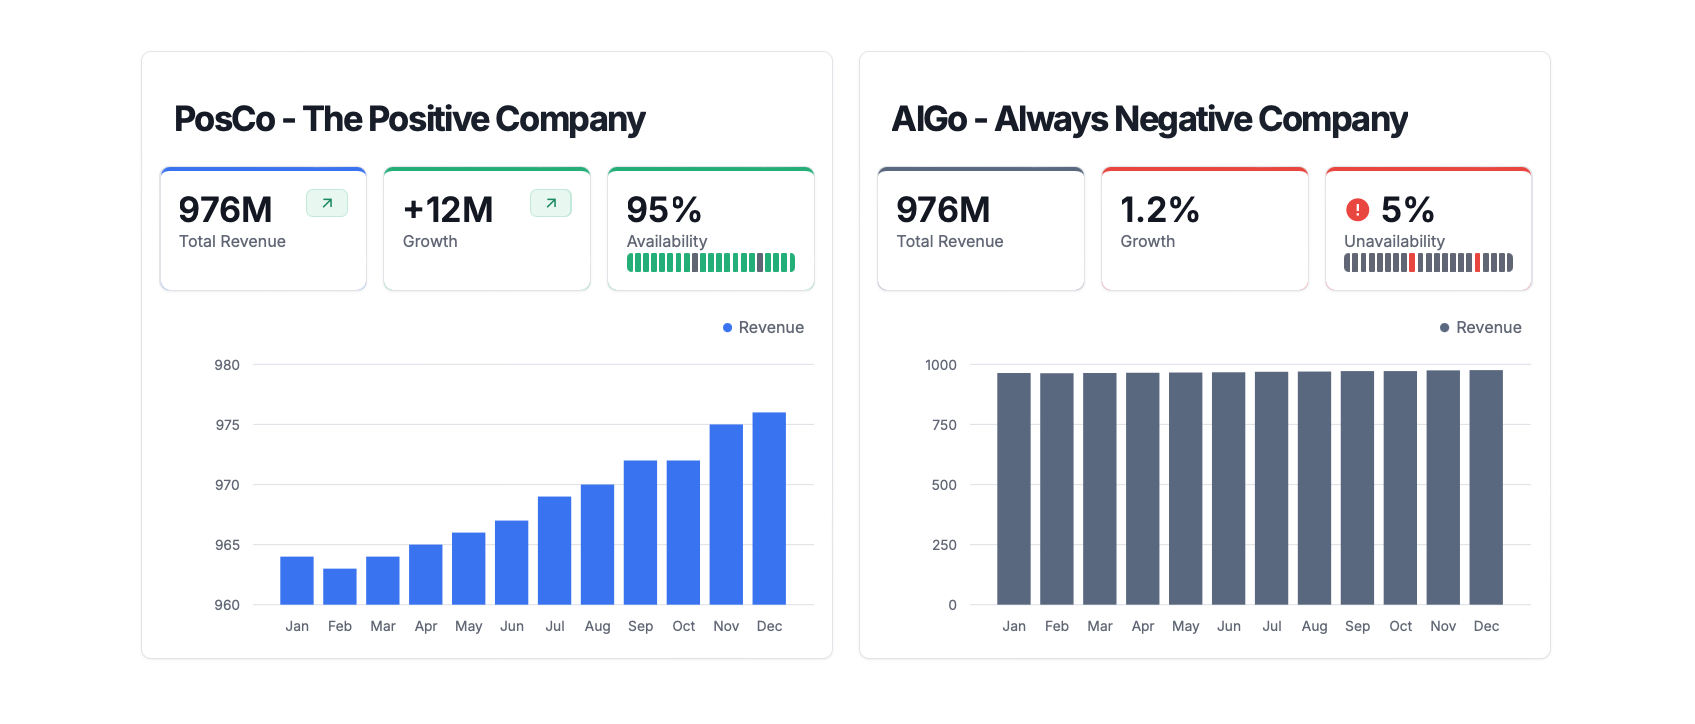 PosCo - The Positive Company
976M
Total Revenue
+12M
Growth
95%
Availability
Revenue
980
975
970
965
960
Jan Feb Mar Apr May Jun Jul Aug Sep Oct Nov Dec
AlGo - Always Negative Company
976M
Total Revenue
1.2%
Growth
5%
Unavailability
Revenue
1000
750
500
250
0
Jan Feb Mar Apr May Jun Jul Aug Sep Oct Nov Dec